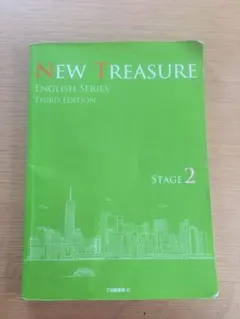 NEW TREASURE
ENGLISH SERIES
THIRD EDITION
STAGE 2